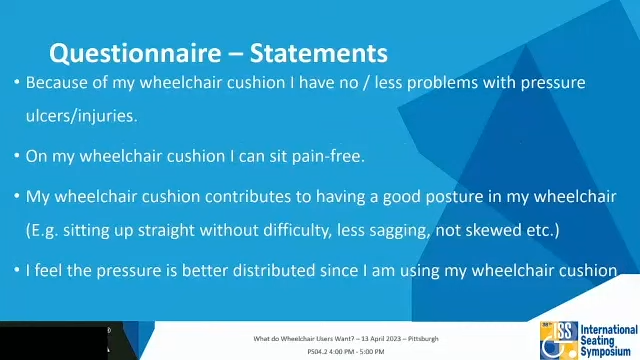 Questionnaire – Statements
• Because of my wheelchair cushion I have no / less problems with pressure
ulcers/injuries.
• On my wheelchair cushion I can sit pain-free.
• My wheelchair cushion contributes to having a good posture in my wheelchair
(E.g. sitting up straight without difficulty, less sagging, not skewed etc.)
• I feel the pressure is better distributed since I am using my wheelchair cushion
What do Wheelchair Users Want? – 13 April 2023 – Pittsburgh
PS04.2 4:00 PM - 5:00 PM
ISS
International
Seating
Symposium